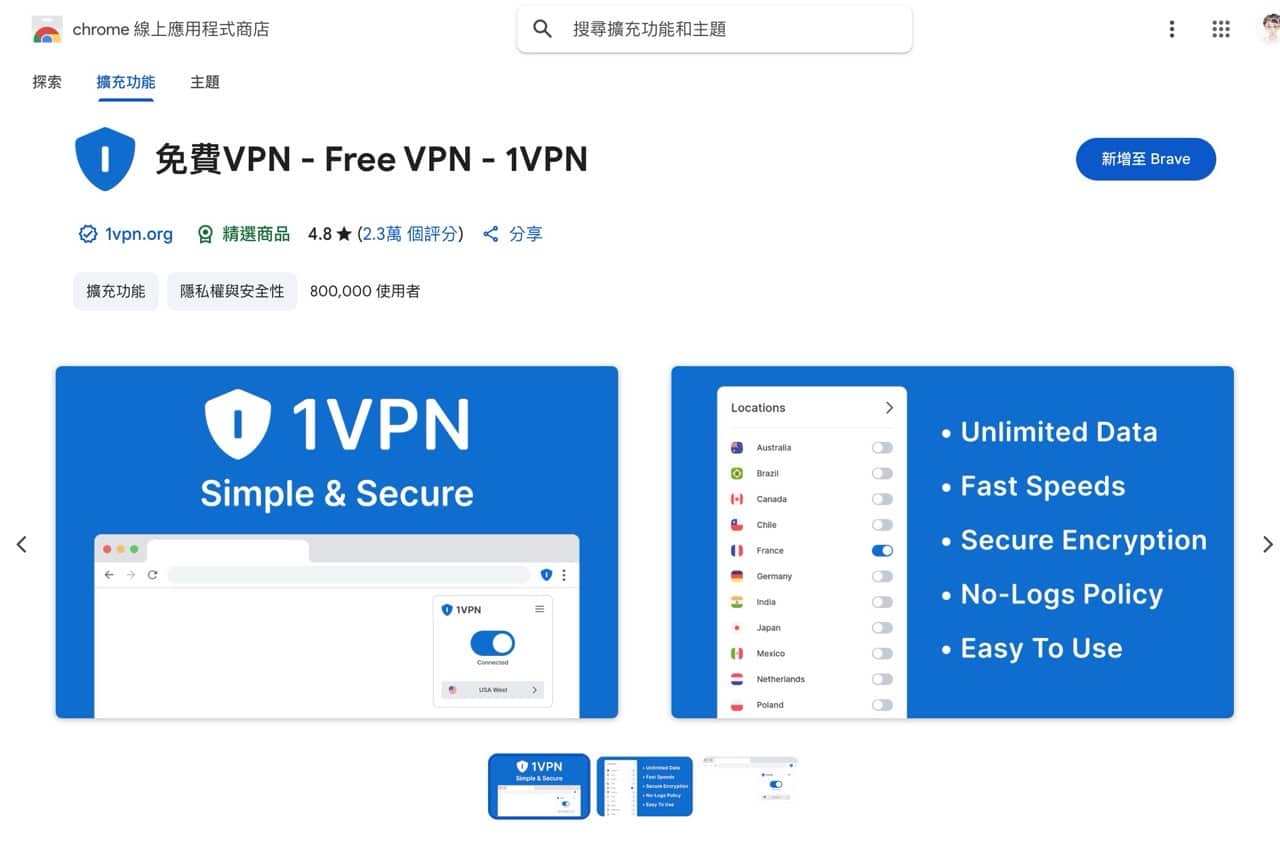 chrome 線上應用程式商店
搜尋擴充功能和主題
探索
擴充功能
主題
免費VPN - Free VPN - 1VPN
新增至 Brave
1vpn.org
精選商品
4.8 ★ (2.3萬 個評分)
分享
擴充功能
隱私權與安全性
800,000 使用者
1VPN
Simple & Secure
1VPN
Connected
USA West
Locations
Australia
Brazil
Canada
Chile
France
Germany
India
Japan
Mexico
Netherlands
Poland
• Unlimited Data
• Fast Speeds
• Secure Encryption
• No-Logs Policy
• Easy To Use
1VPN
Simple & Secure
• Unlimited Data
• Fast Speeds
• Secure Encryption
• No-Logs Policy
• Easy To Use